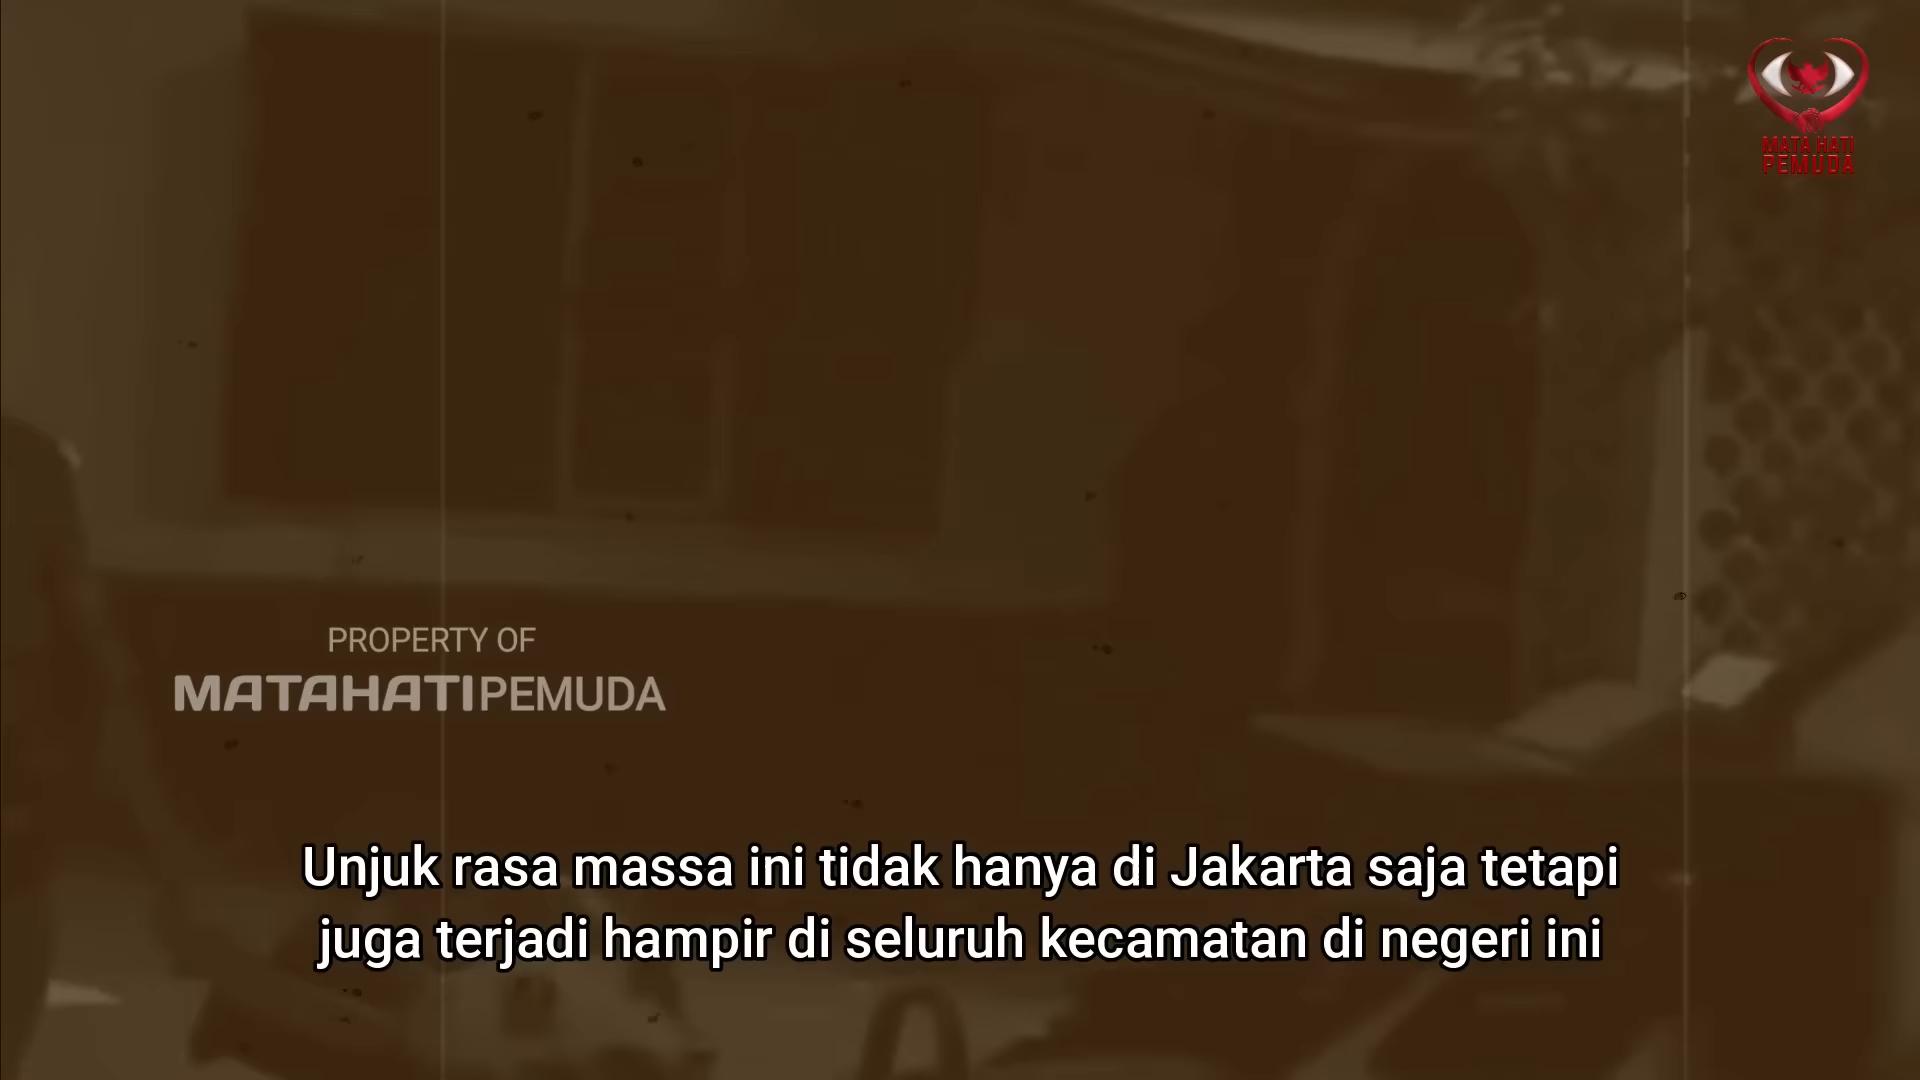 MATA HATI
PEMUDA
PROPERTY OF
MATAHATIPEMUDA
Unjuk rasa massa ini tidak hanya di Jakarta saja tetapi
juga terjadi hampir di seluruh kecamatan di negeri ini